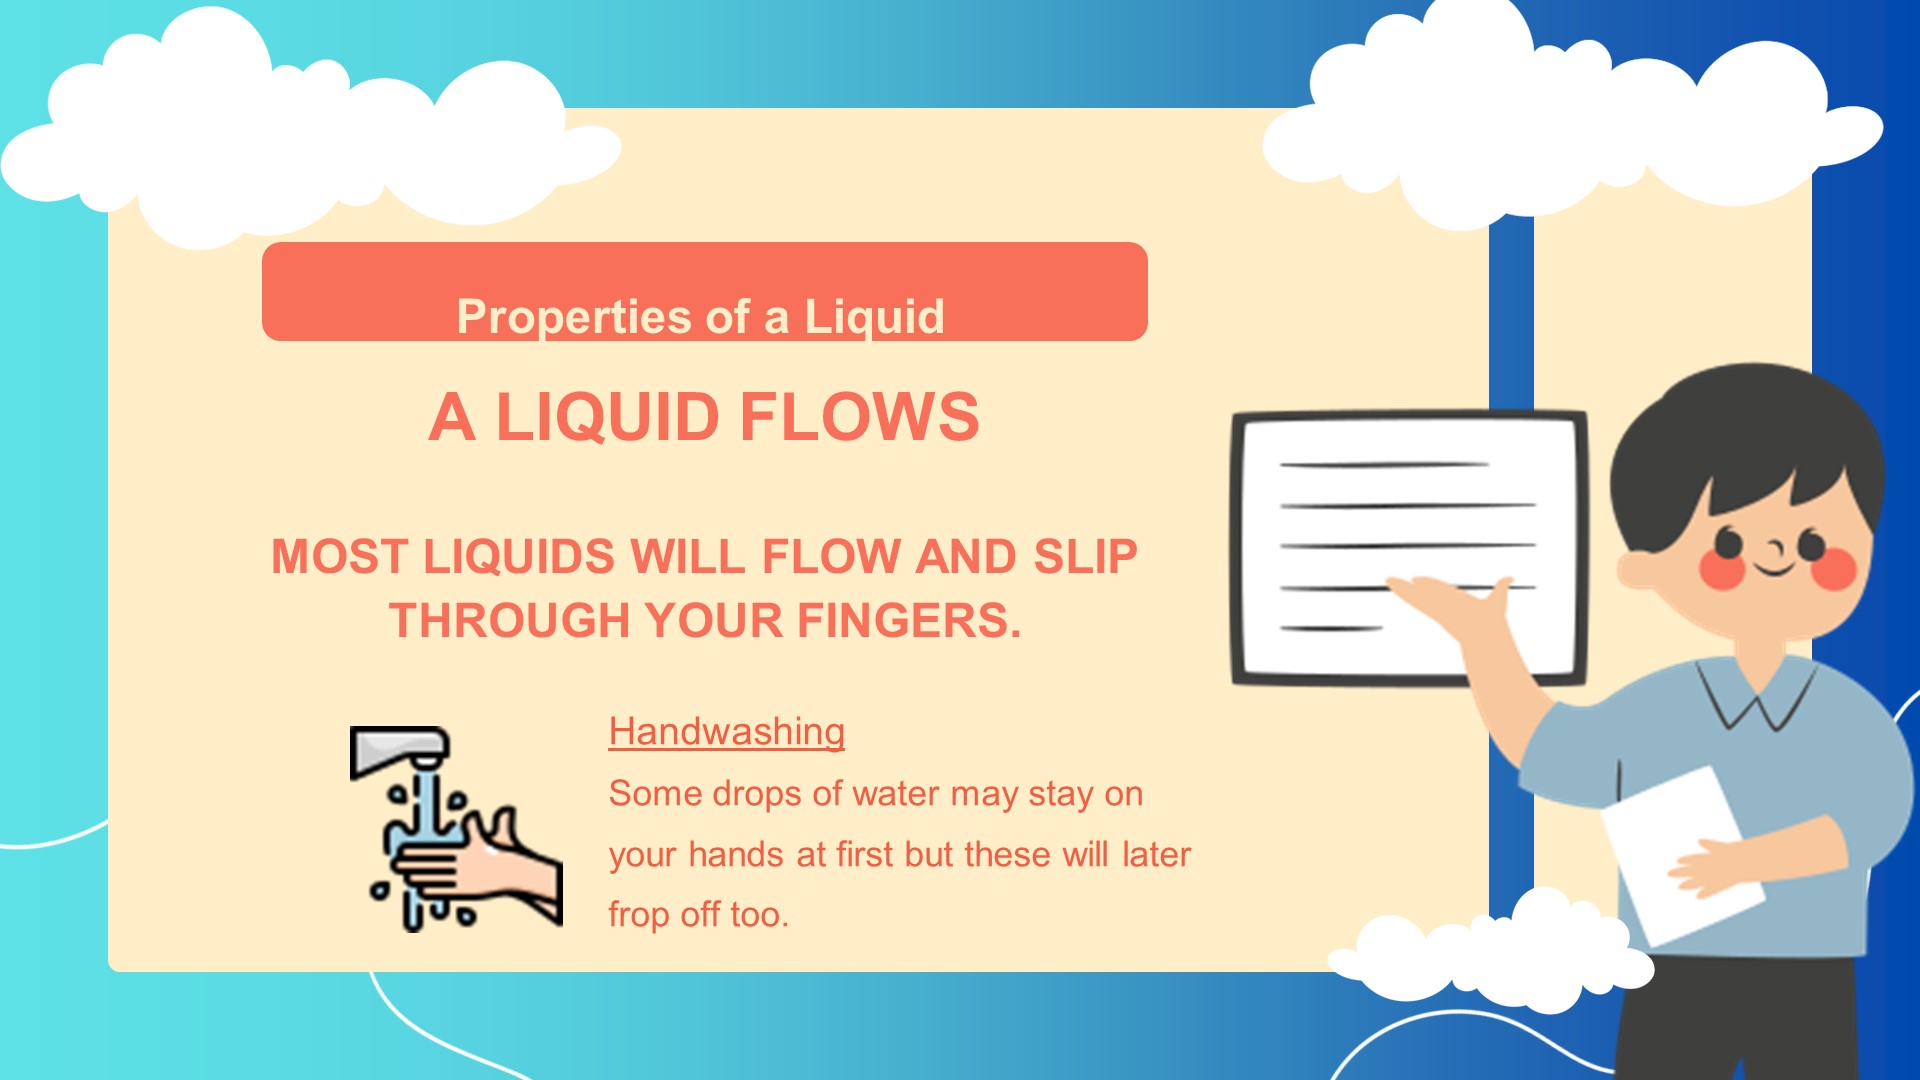 Properties of a Liquid
A LIQUID FLOWS
MOST LIQUIDS WILL FLOW AND SLIP
THROUGH YOUR FINGERS.
Handwashing
Some drops of water may stay on
your hands at first but these will later
frop off too.